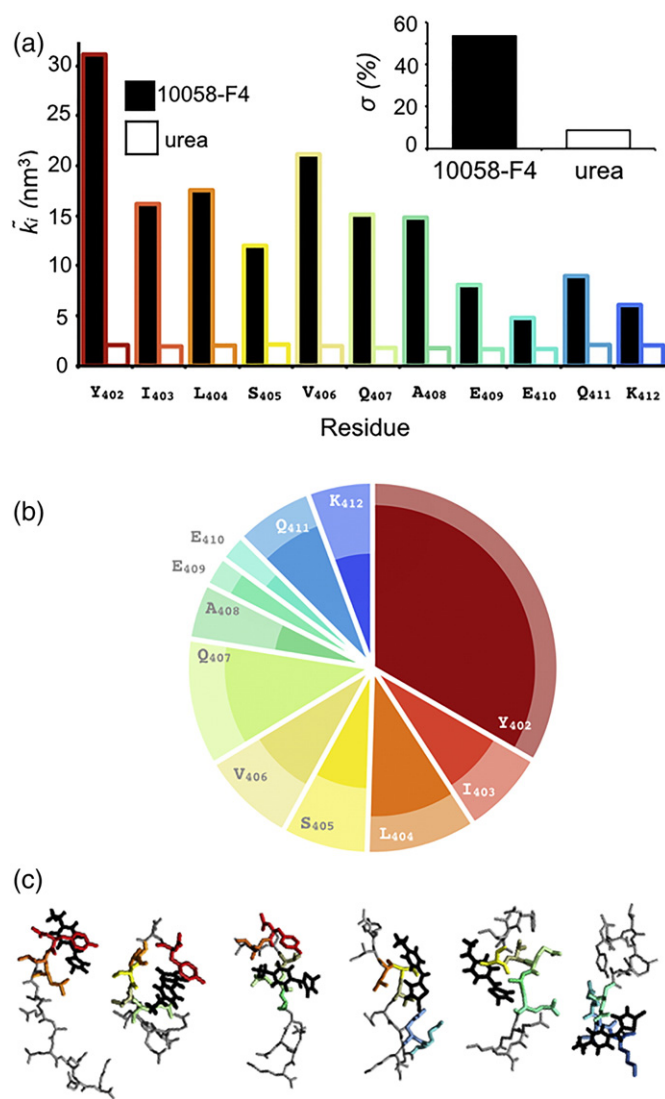 (a)
k̃ᵢ (nm³)
30
25
20
15
10
5
0
10058-F4
urea
σ (%)
60
40
20
0
10058-F4 urea
Y₄₀₂ I₄₀₃ L₄₀₄ S₄₀₅ V₄₀₆ Q₄₀₇ A₄₀₈ E₄₀₉ E₄₁₀ Q₄₁₁ K₄₁₂
Residue
(b)
K₄₁₂
Q₄₁₁
E₄₁₀
E₄₀₉
A₄₀₈
Q₄₀₇
V₄₀₆
S₄₀₅
L₄₀₄
I₄₀₃
Y₄₀₂
(c)